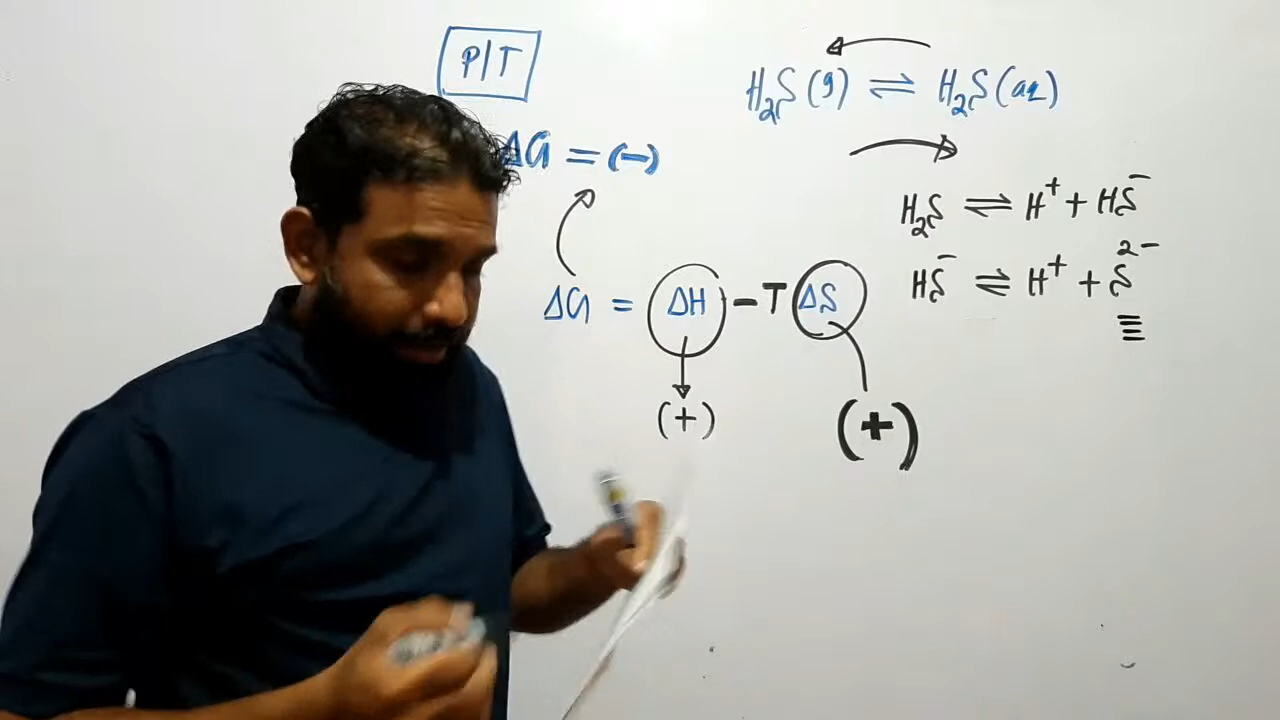 P/T
H₂S(g) ⇌ H₂S(aq)
ΔG = (-)
H₂S ⇌ H⁺ + HS⁻
HS⁻ ⇌ H⁺ + S²⁻
ΔG = ΔH - T ΔS
(+)
(+)